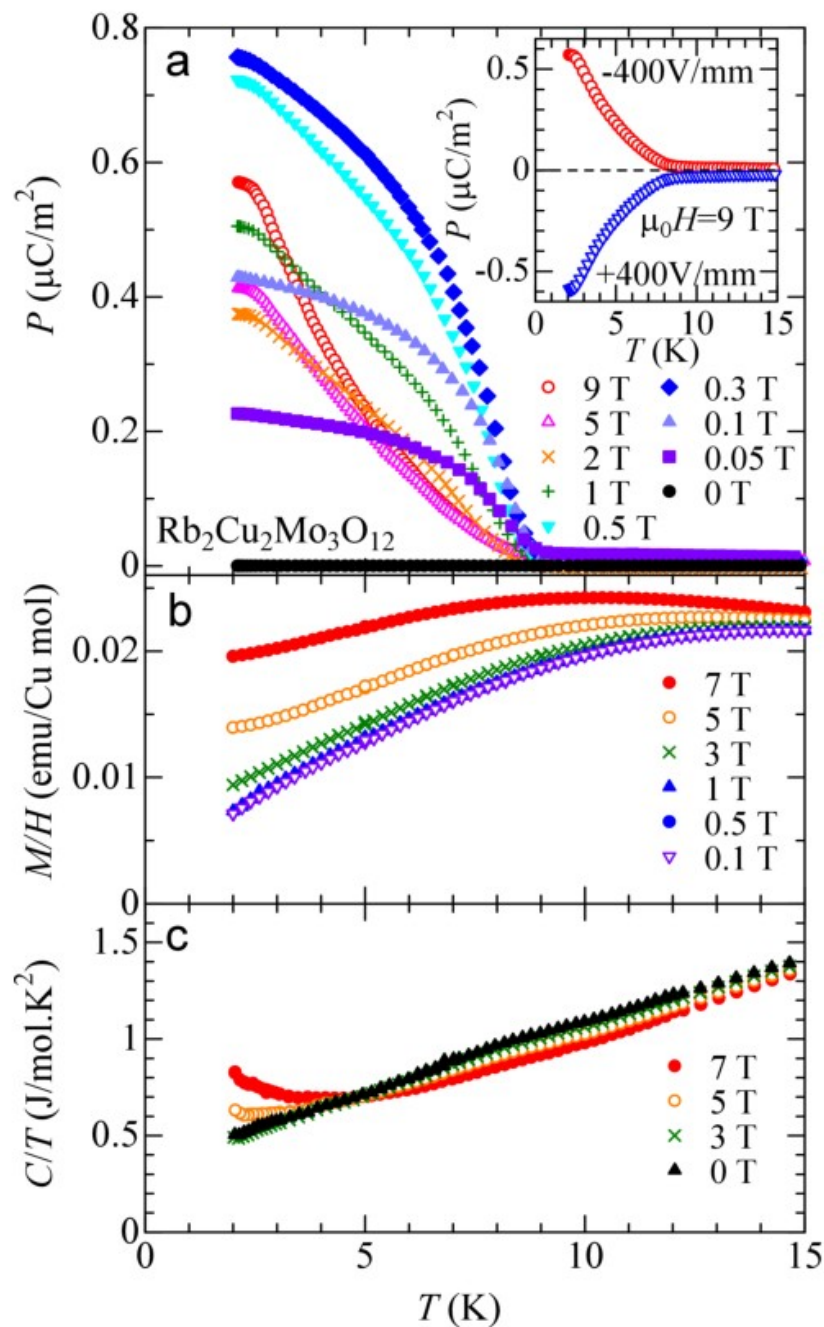 a
P (μC/m²)
0.8
0.6
0.4
0.2
0
P (μC/m²)
0.5
0
-0.5
-400V/mm
μ₀H=9 T
+400V/mm
0 5 10 15
T (K)
9 T
5 T
2 T
1 T
0.5 T
0.3 T
0.1 T
0.05 T
0 T
Rb₂Cu₂Mo₃O₁₂
b
M/H (emu/Cu mol)
0.02
0.01
0
7 T
5 T
3 T
1 T
0.5 T
0.1 T
c
C/T (J/mol.K²)
1.5
1
0.5
0
7 T
5 T
3 T
0 T
0 5 10 15
T (K)